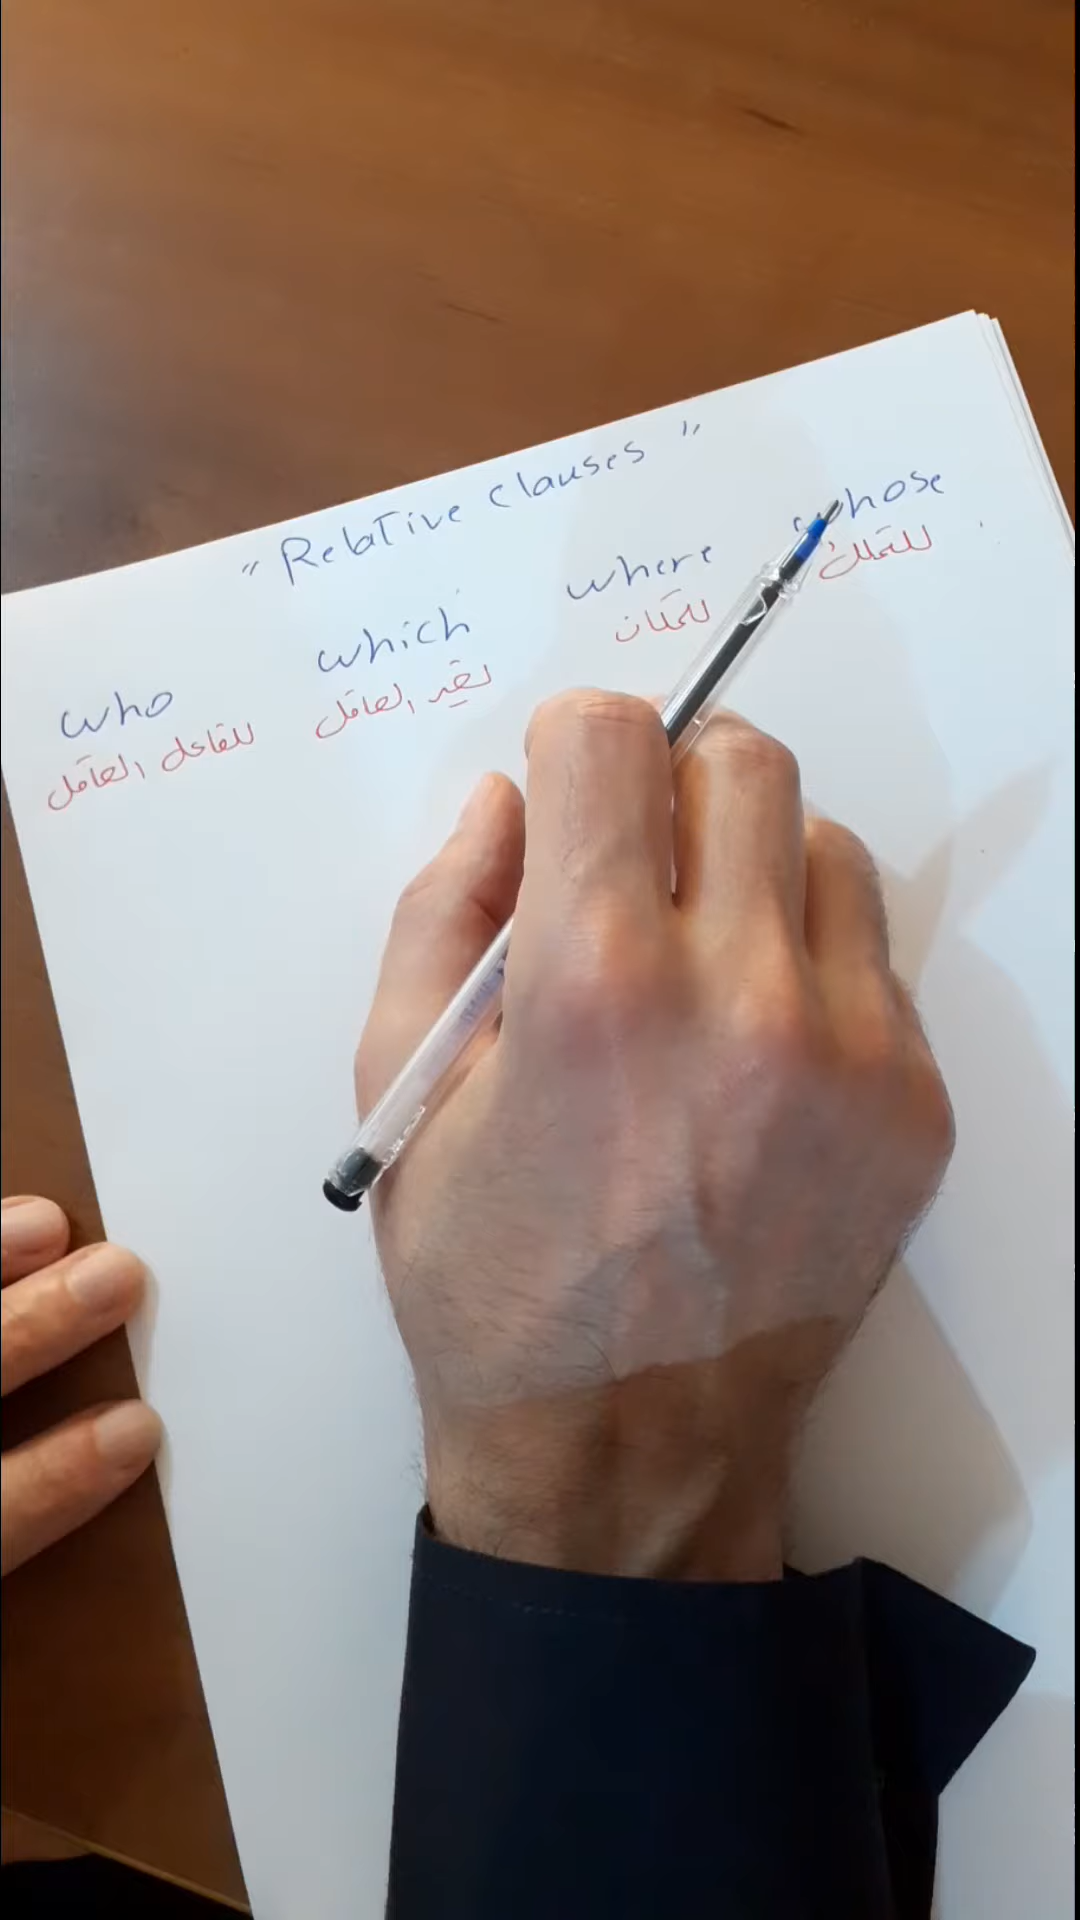 " Relative Clauses "
who which where whose
للفاعل العاقل لغير العاقل للمكان للتملك